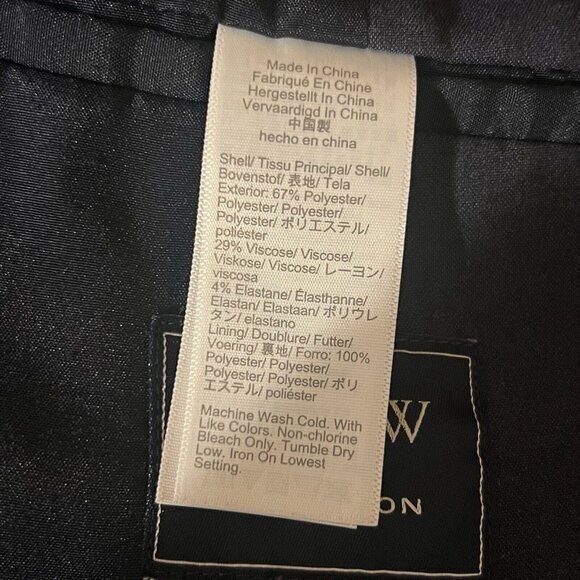 Made In China
Fabriqué En Chine
Hergestellt In China
Vervaardigd In China
中国製
hecho en china
Shell/ Tissu Principal/ Shell/
Bovenstof/ 表地/ Tela
Exterior: 67% Polyester/
Polyester/ Polyester/
Polyester/ ポリエステル/
poliéster
29% Viscose/ Viscose/
Viskose/ Viscose/ レーヨン/
viscosa
4% Elastane/ Élasthanne/
Elastan/ Elastaan/ ポリウレ
タン/ elastano
Lining/ Doublure/ Futter/
Voering/ 裏地/ Forro: 100%
Polyester/ Polyester/
Polyester/ Polyester/ ポリ
エステル/ poliéster
Machine Wash Cold. With
Like Colors. Non-chlorine
Bleach Only. Tumble Dry
Low. Iron On Lowest
Setting.
W
ON